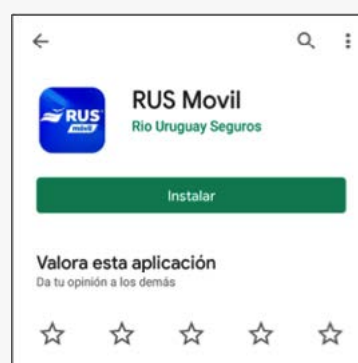 RUS
móvil
RUS Movil
Rio Uruguay Seguros
Instalar
Valora esta aplicación
Da tu opinión a los demás